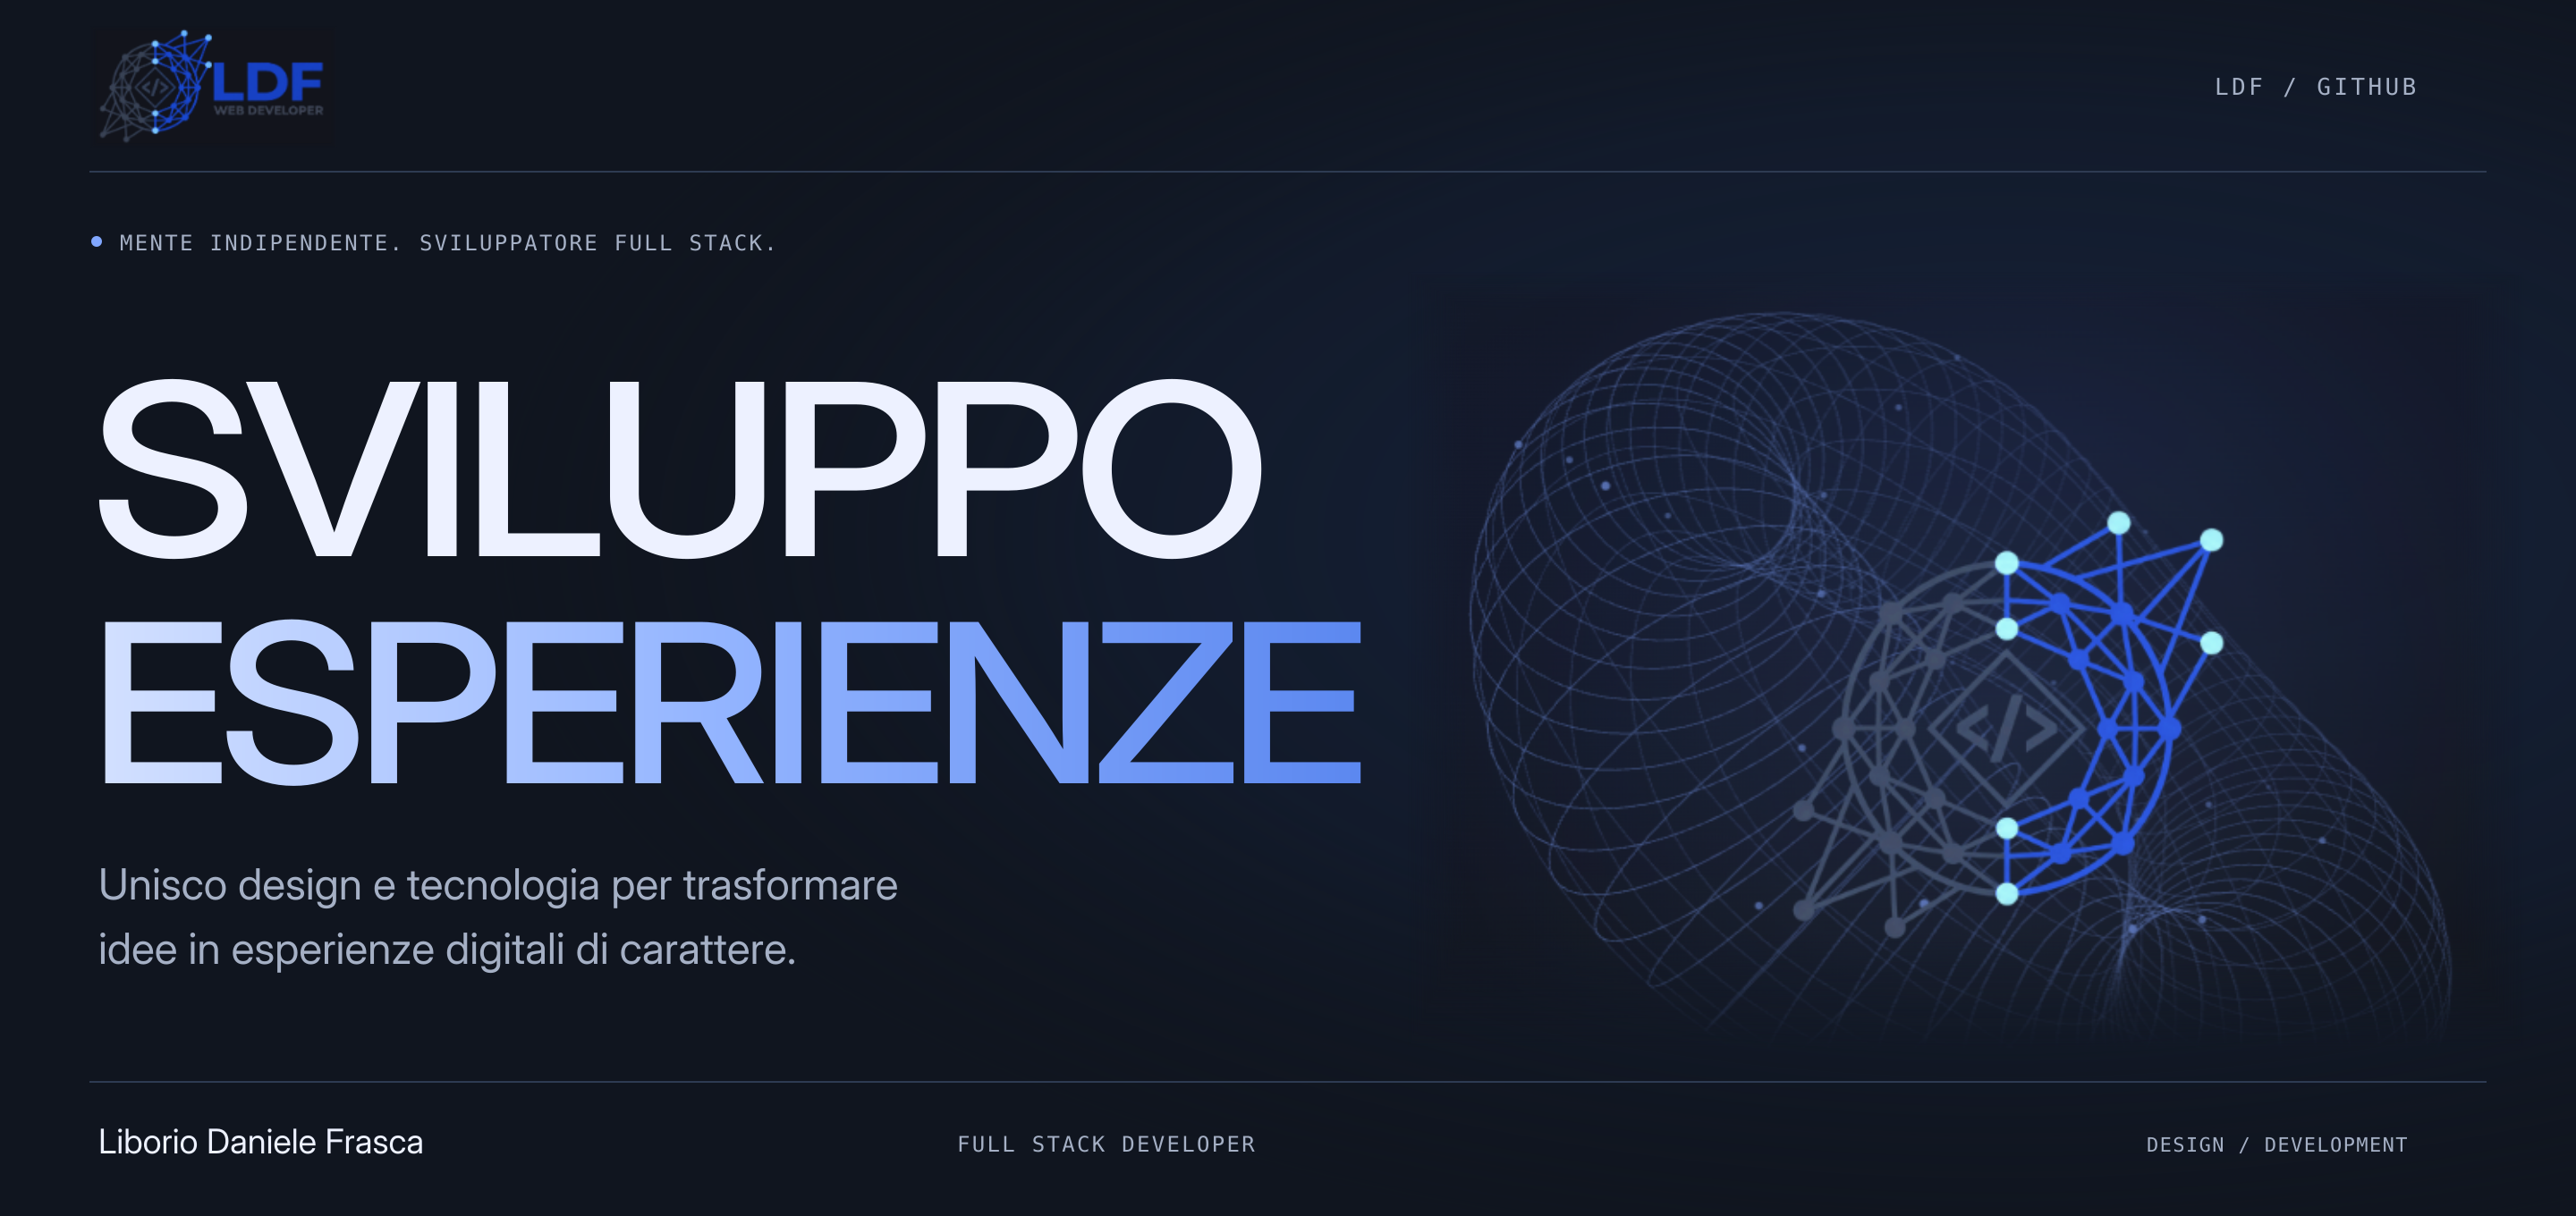 LDF
WEB DEVELOPER
</>
LDF / GITHUB
MENTE INDIPENDENTE. SVILUPPATORE FULL STACK.
SVILUPPO
ESPERIENZE
</>
Unisco design e tecnologia per trasformare
idee in esperienze digitali di carattere.
Liborio Daniele Frasca
FULL STACK DEVELOPER
DESIGN / DEVELOPMENT